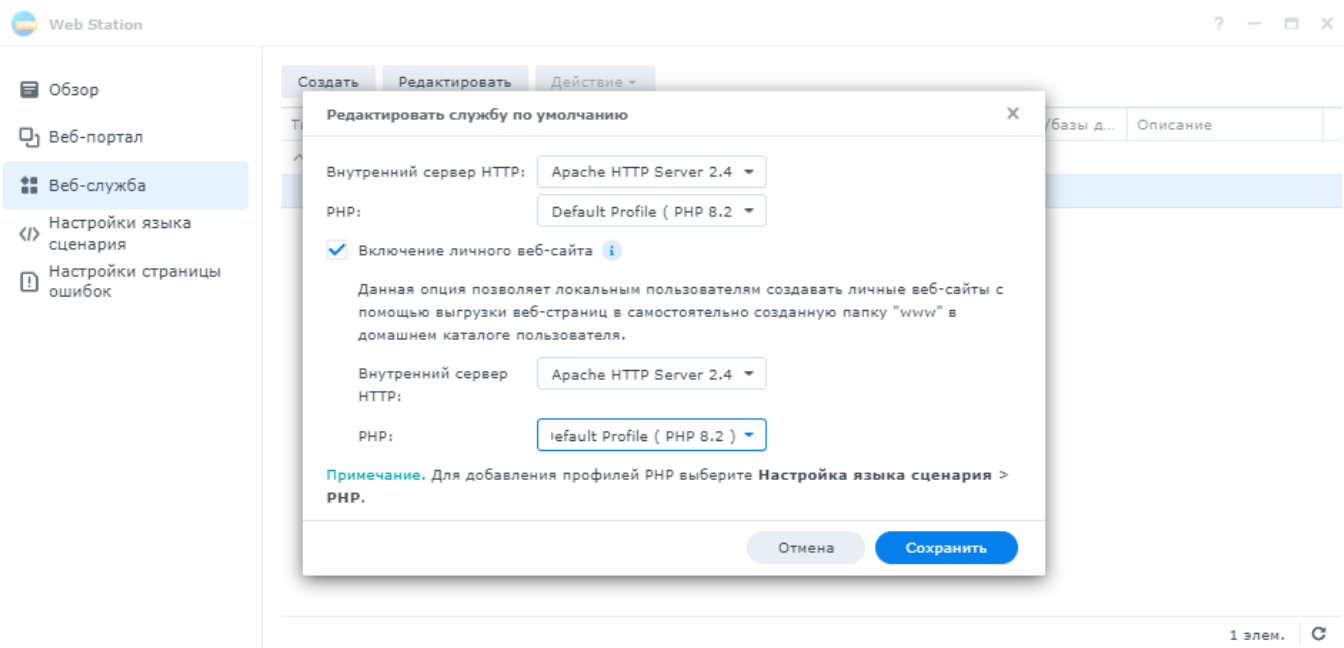 Web Station
?
Обзор
Веб-портал
Веб-служба
Настройки языка
сценария
Настройки страницы
ошибок
Создать Редактировать Действие
/базы д... Описание
Редактировать службу по умолчанию
Внутренний сервер HTTP: Apache HTTP Server 2.4
PHP: Default Profile ( PHP 8.2
Включение личного веб-сайта i
Данная опция позволяет локальным пользователям создавать личные веб-сайты с
помощью выгрузки веб-страниц в самостоятельно созданную папку "www" в
домашнем каталоге пользователя.
Внутренний сервер
HTTP:
Apache HTTP Server 2.4
PHP: efault Profile ( PHP 8.2 )
Примечание. Для добавления профилей PHP выберите Настройка языка сценария >
PHP.
Отмена Сохранить
1 элем.